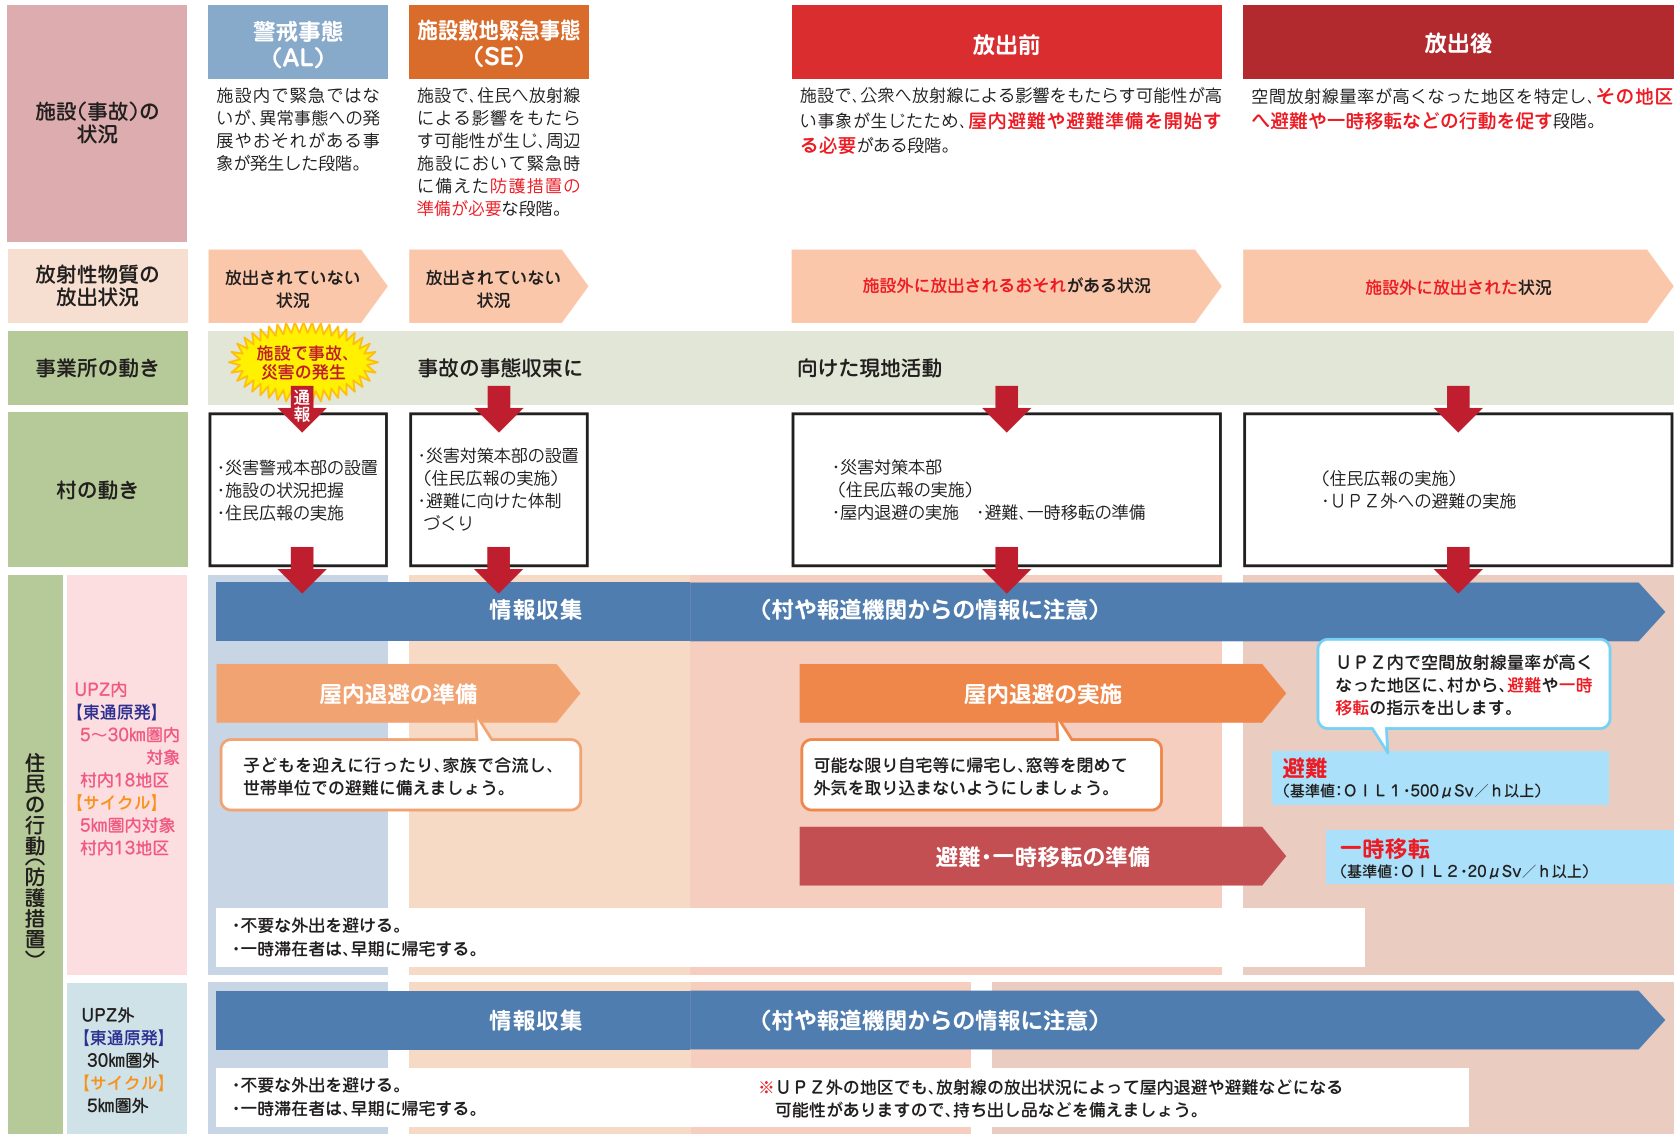 施設（事故）の
状況
警戒事態
（AL）
施設内で緊急ではな
いが、異常事態への発
展やおそれがある事
象が発生した段階。
施設敷地緊急事態
（SE）
施設で、住民へ放射線
による影響をもたら
す可能性が生じ、周辺
施設において緊急時
に備えた防護措置の
準備が必要な段階。
放出前
施設で、公衆へ放射線による影響をもたらす可能性が高
い事象が生じたため、屋内避難や避難準備を開始す
る必要がある段階。
放出後
空間放射線量率が高くなった地区を特定し、その地区
へ避難や一時移転などの行動を促す段階。
放射性物質の
放出状況
放出されていない
状況
放出されていない
状況
施設外に放出されるおそれがある状況
施設外に放出された状況
事業所の動き
施設で事故、
災害の発生
通報
事故の事態収束に
向けた現地活動
村の動き
・災害警戒本部の設置
・施設の状況把握
・住民広報の実施
・災害対策本部の設置
（住民広報の実施）
・避難に向けた体制
づくり
・災害対策本部
（住民広報の実施）
・屋内退避の実施　・避難、一時移転の準備
（住民広報の実施）
・ＵＰＺ外への避難の実施
住民の行動（防護措置）
UPZ内
【東通原発】
5～30km圏内
対象
村内18地区
【サイクル】
5km圏内対象
村内13地区
情報収集
（村や報道機関からの情報に注意）
屋内退避の準備
子どもを迎えに行ったり、家族で合流し、
世帯単位での避難に備えましょう。
屋内退避の実施
可能な限り自宅等に帰宅し、窓等を閉めて
外気を取り込まないようにしましょう。
ＵＰＺ内で空間放射線量率が高く
なった地区に、村から、避難や一時
移転の指示を出します。
避難
（基準値：ＯＩＬ１・500μSv／ｈ以上）
避難・一時移転の準備
一時移転
（基準値：ＯＩＬ２・20μSv／ｈ以上）
・不要な外出を避ける。
・一時滞在者は、早期に帰宅する。
UPZ外
【東通原発】
30km圏外
【サイクル】
5km圏外
情報収集
（村や報道機関からの情報に注意）
・不要な外出を避ける。
・一時滞在者は、早期に帰宅する。
※ＵＰＺ外の地区でも、放射線の放出状況によって屋内退避や避難などになる
可能性がありますので、持ち出し品などを備えましょう。